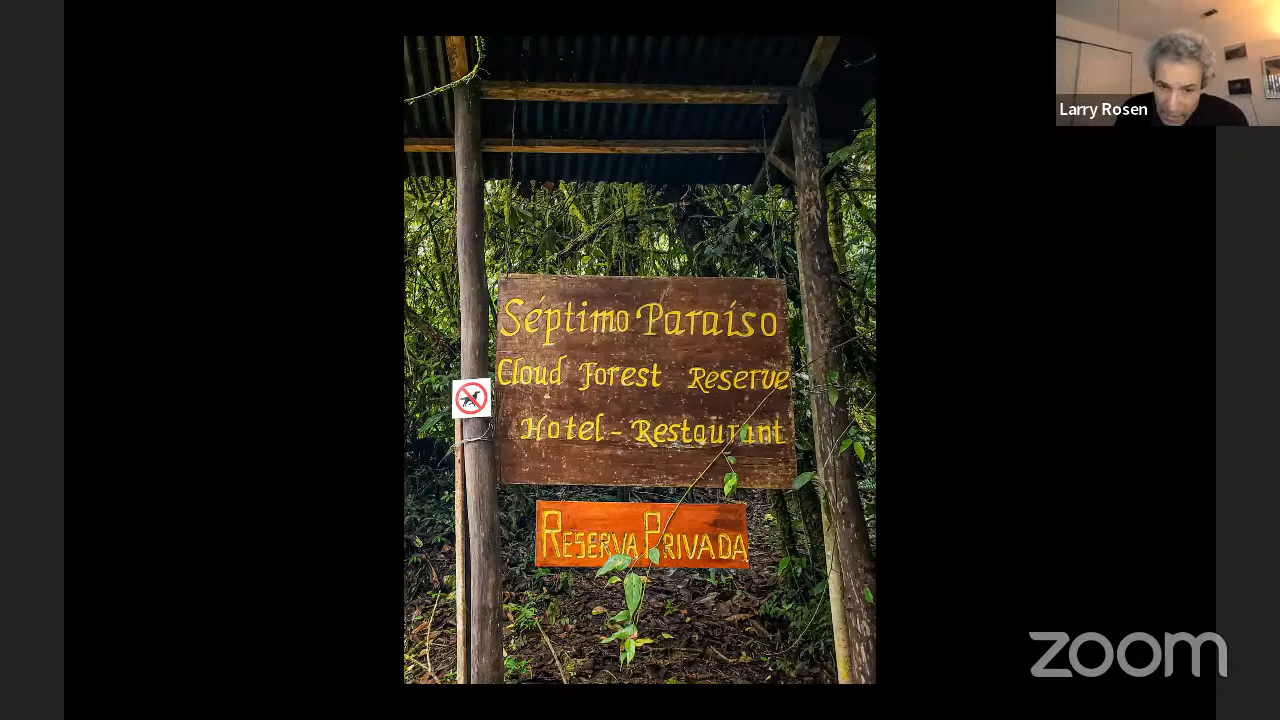 Larry Rosen
Séptimo Paraíso
Cloud Forest Reserve
Hotel - Restaurant
RESERVA PRIVADA
zoom